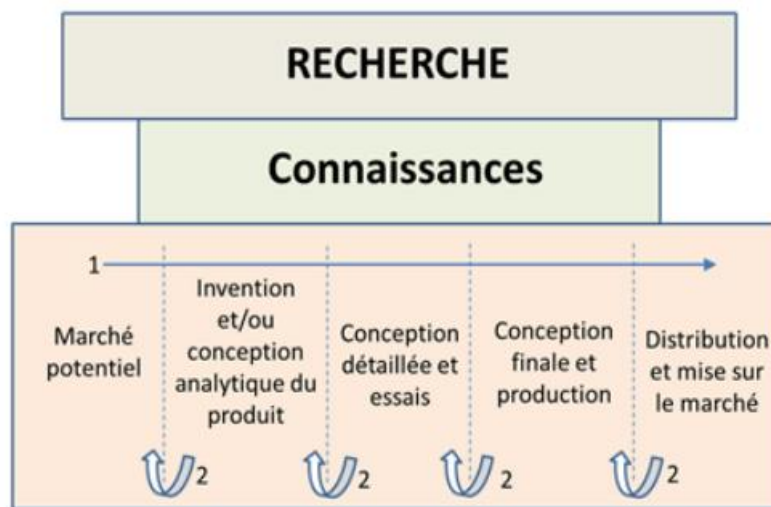 RECHERCHE
Connaissances
1
Marché
potentiel
Invention
et/ou
conception
analytique du
produit
Conception
détaillée et
essais
Conception
finale et
production
Distribution
et mise sur
le marché
2
2
2
2